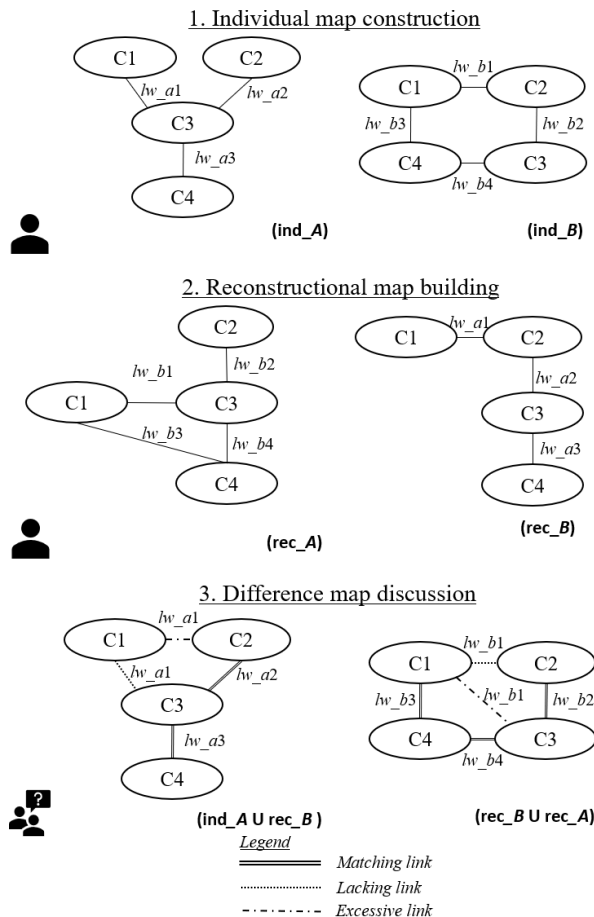 1. Individual map construction
C1
C2
lw_a1
lw_a2
C3
lw_a3
C4
(ind_A)
lw_b1
C1
C2
lw_b3
lw_b2
C4
C3
lw_b4
(ind_B)
2. Reconstructional map building
C2
lw_b1
lw_b2
C1
C3
lw_b3
lw_b4
C4
(rec_A)
lw_a1
C1
C2
lw_a2
C3
lw_a3
C4
(rec_B)
3. Difference map discussion
lw_a1
C1
C2
lw_a1
lw_a2
C3
lw_a3
C4
?
(ind_A U rec_B )
lw_b1
C1
C2
lw_b3
lw_b1
lw_b2
C4
C3
lw_b4
(rec_B U rec_A)
Legend
Matching link
Lacking link
Excessive link